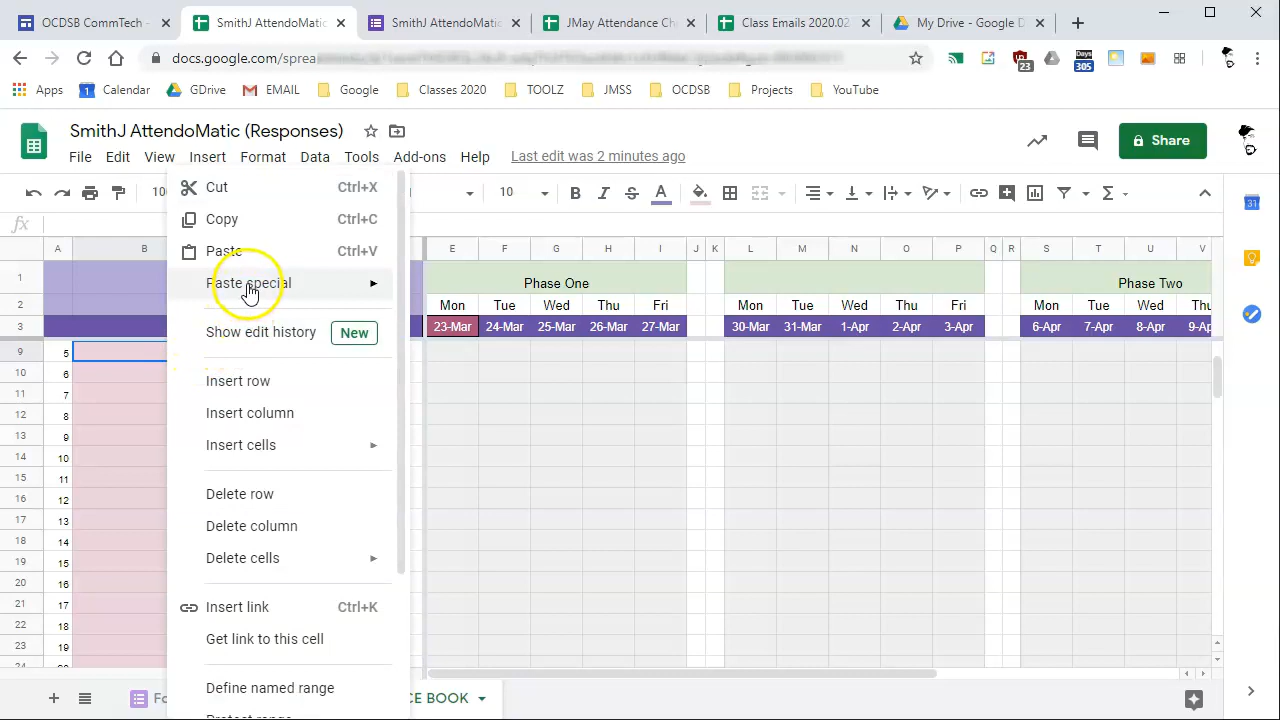 OCDSB CommTech - SmithJ AttendoMatic SmithJ AttendoMatic JMay Attendance Ch Class Emails 2020.02 My Drive - Google D
docs.google.com/spre
23 Days 305
Apps Calendar GDrive EMAIL Google Classes 2020 TOOLZ JMSS OCDSB Projects YouTube
SmithJ AttendoMatic (Responses)
File Edit View Insert Format Data Tools Add-ons Help Last edit was 2 minutes ago
Share
10
fx
A B E F G H I J K L M N O P Q R S T U V
1 Phase One Phase Two
2 Mon Tue Wed Thu Fri Mon Tue Wed Thu Fri Mon Tue Wed Thu
3 23-Mar 24-Mar 25-Mar 26-Mar 27-Mar 30-Mar 31-Mar 1-Apr 2-Apr 3-Apr 6-Apr 7-Apr 8-Apr 9-Ap
9 5
10 6
11 7
12 8
13 9
14 10
15 11
16 12
17 13
18 14
19 15
20 16
21 17
22 18
23 19
Cut Ctrl+X
Copy Ctrl+C
Paste Ctrl+V
Paste special
Show edit history New
Insert row
Insert column
Insert cells
Delete row
Delete column
Delete cells
Insert link Ctrl+K
Get link to this cell
Define named range
Protect range
Fo CE BOOK